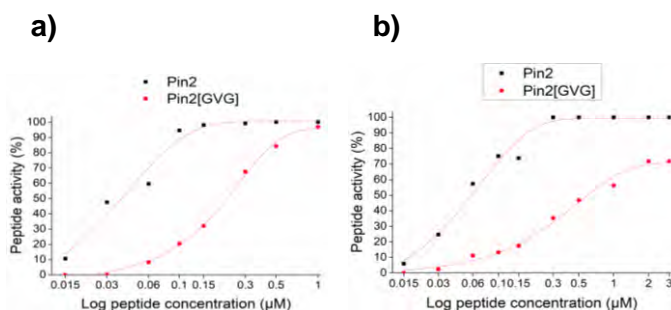 a)
Pin2
Pin2[GVG]
Peptide activity (%)
100
90
80
70
60
50
40
30
20
10
0
0.015 0.03 0.06 0.1 0.15 0.3 0.5 1
Log peptide concentration (µM)
b)
Pin2
Pin2[GVG]
Peptide activity (%)
100
90
80
70
60
50
40
30
20
10
0
0.015 0.03 0.06 0.1 0.15 0.3 0.5 1 2 3
Log peptide concentration (µM)